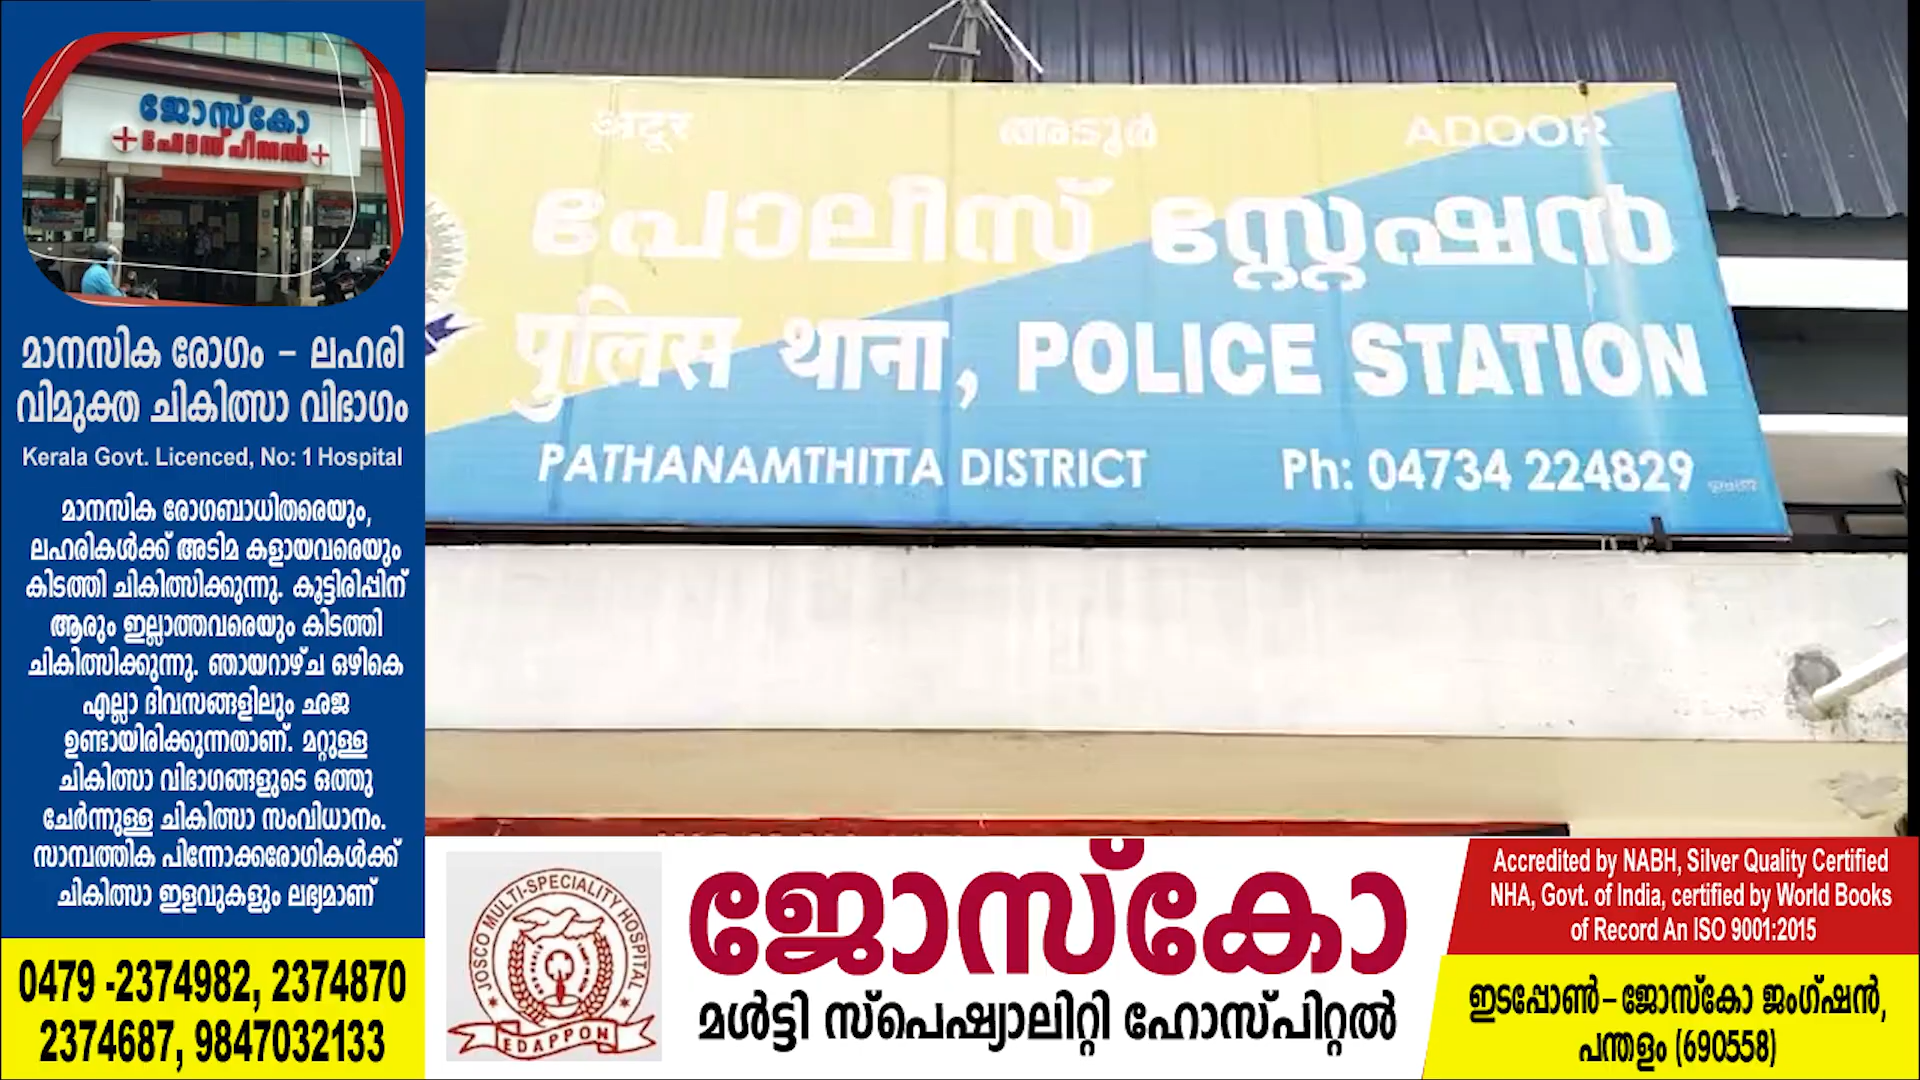 ജോസ്കോ
ഹോസ്പിറ്റൽ
മാനസിക രോഗം – ലഹരി
വിമുക്ത ചികിത്സാ വിഭാഗം
Kerala Govt. Licenced, No: 1 Hospital
മാനസിക രോഗബാധിതരെയും,
ലഹരികൾക്ക് അടിമ കളായവരെയും
കിടത്തി ചികിത്സിക്കുന്നു. കൂട്ടിരിപ്പിന്
ആരും ഇല്ലാത്തവരെയും കിടത്തി
ചികിത്സിക്കുന്നു. ഞായറാഴ്ച ഒഴികെ
എല്ലാ ദിവസങ്ങളിലും ഛജ
ഉണ്ടായിരിക്കുന്നതാണ്. മറ്റുള്ള
ചികിത്സാ വിഭാഗങ്ങളുടെ ഒത്തു
ചേർന്നുള്ള ചികിത്സാ സംവിധാനം.
സാമ്പത്തിക പിന്നോക്കരോഗികൾക്ക്
ചികിത്സാ ഇളവുകളും ലഭ്യമാണ്
0479 -2374982, 2374870
2374687, 9847032133
अटूर അടൂർ ADOOR
പോലീസ് സ്റ്റേഷൻ
पुलिस थाना, POLICE STATION
PATHANAMTHITTA DISTRICT Ph: 04734 224829
JOSCO MULTI-SPECIALITY HOSPITAL
EDAPPON
ജോസ്കോ
മൾട്ടി സ്പെഷ്യാലിറ്റി ഹോസ്പിറ്റൽ
Accredited by NABH, Silver Quality Certified
NHA, Govt. of India, certified by World Books
of Record An ISO 9001:2015
ഇടപ്പോൺ–ജോസ്കോ ജംഗ്ഷൻ,
പന്തളം (690558)